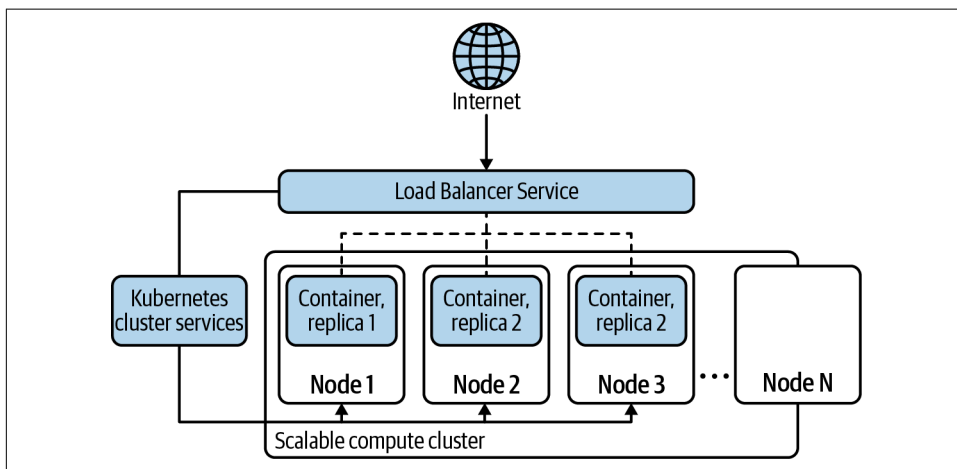 Internet
Load Balancer Service
Kubernetes
cluster services
Container,
replica 1
Node 1
Container,
replica 2
Node 2
Container,
replica 2
Node 3
...
Node N
Scalable compute cluster